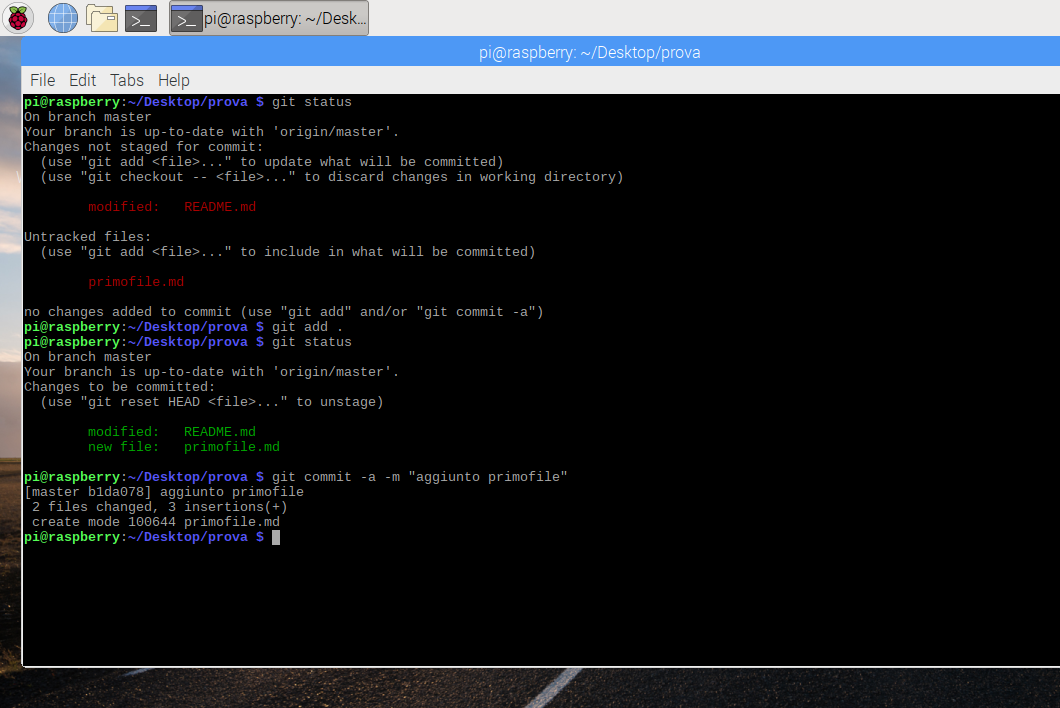 pi@raspberry: ~/Desk...
pi@raspberry: ~/Desktop/prova
File Edit Tabs Help
pi@raspberry:~/Desktop/prova $ git status
On branch master
Your branch is up-to-date with 'origin/master'.
Changes not staged for commit:
  (use "git add <file>..." to update what will be committed)
  (use "git checkout -- <file>..." to discard changes in working directory)
        modified:   README.md
Untracked files:
  (use "git add <file>..." to include in what will be committed)
        primofile.md
no changes added to commit (use "git add" and/or "git commit -a")
pi@raspberry:~/Desktop/prova $ git add .
pi@raspberry:~/Desktop/prova $ git status
On branch master
Your branch is up-to-date with 'origin/master'.
Changes to be committed:
  (use "git reset HEAD <file>..." to unstage)
        modified:   README.md
        new file:   primofile.md
pi@raspberry:~/Desktop/prova $ git commit -a -m "aggiunto primofile"
[master b1da078] aggiunto primofile
 2 files changed, 3 insertions(+)
 create mode 100644 primofile.md
pi@raspberry:~/Desktop/prova $